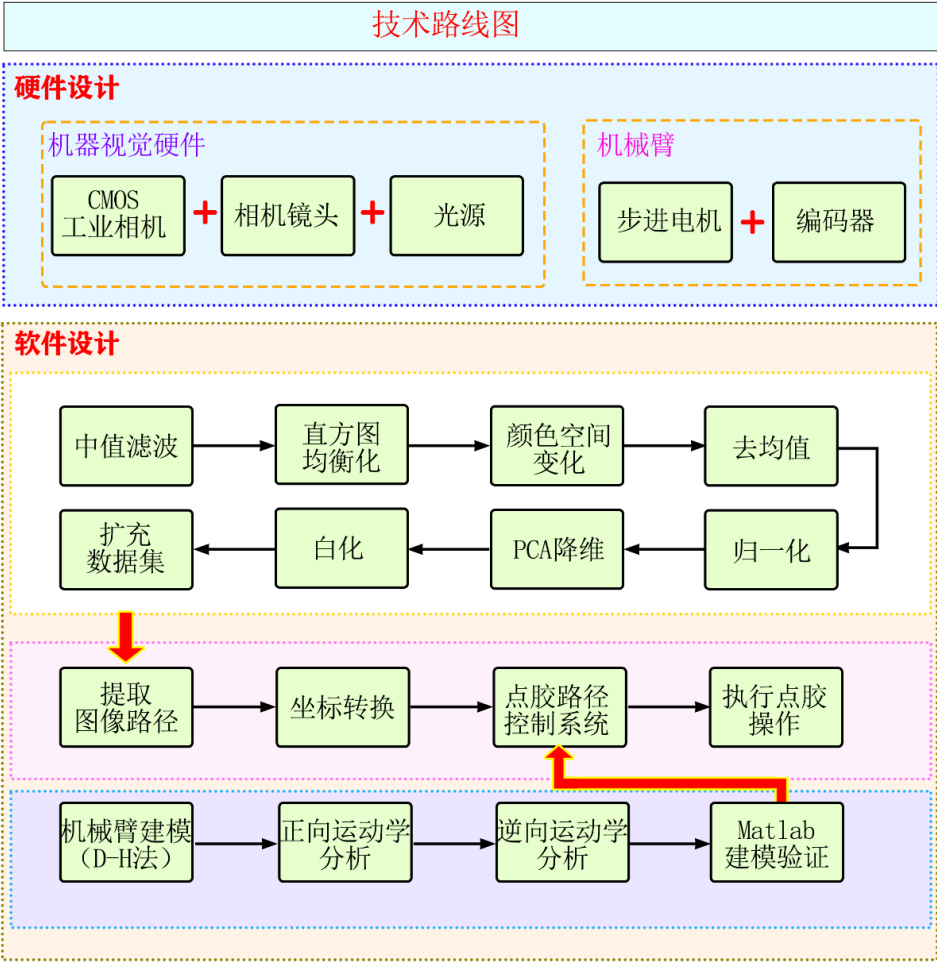 技术路线图
硬件设计
机器视觉硬件
CMOS
工业相机
+
相机镜头
+
光源
机械臂
步进电机
+
编码器
软件设计
中值滤波
直方图
均衡化
颜色空间
变化
去均值
归一化
PCA降维
白化
扩充
数据集
提取
图像路径
坐标转换
点胶路径
控制系统
执行点胶
操作
机械臂建模
（D-H法）
正向运动学
分析
逆向运动学
分析
Matlab
建模验证